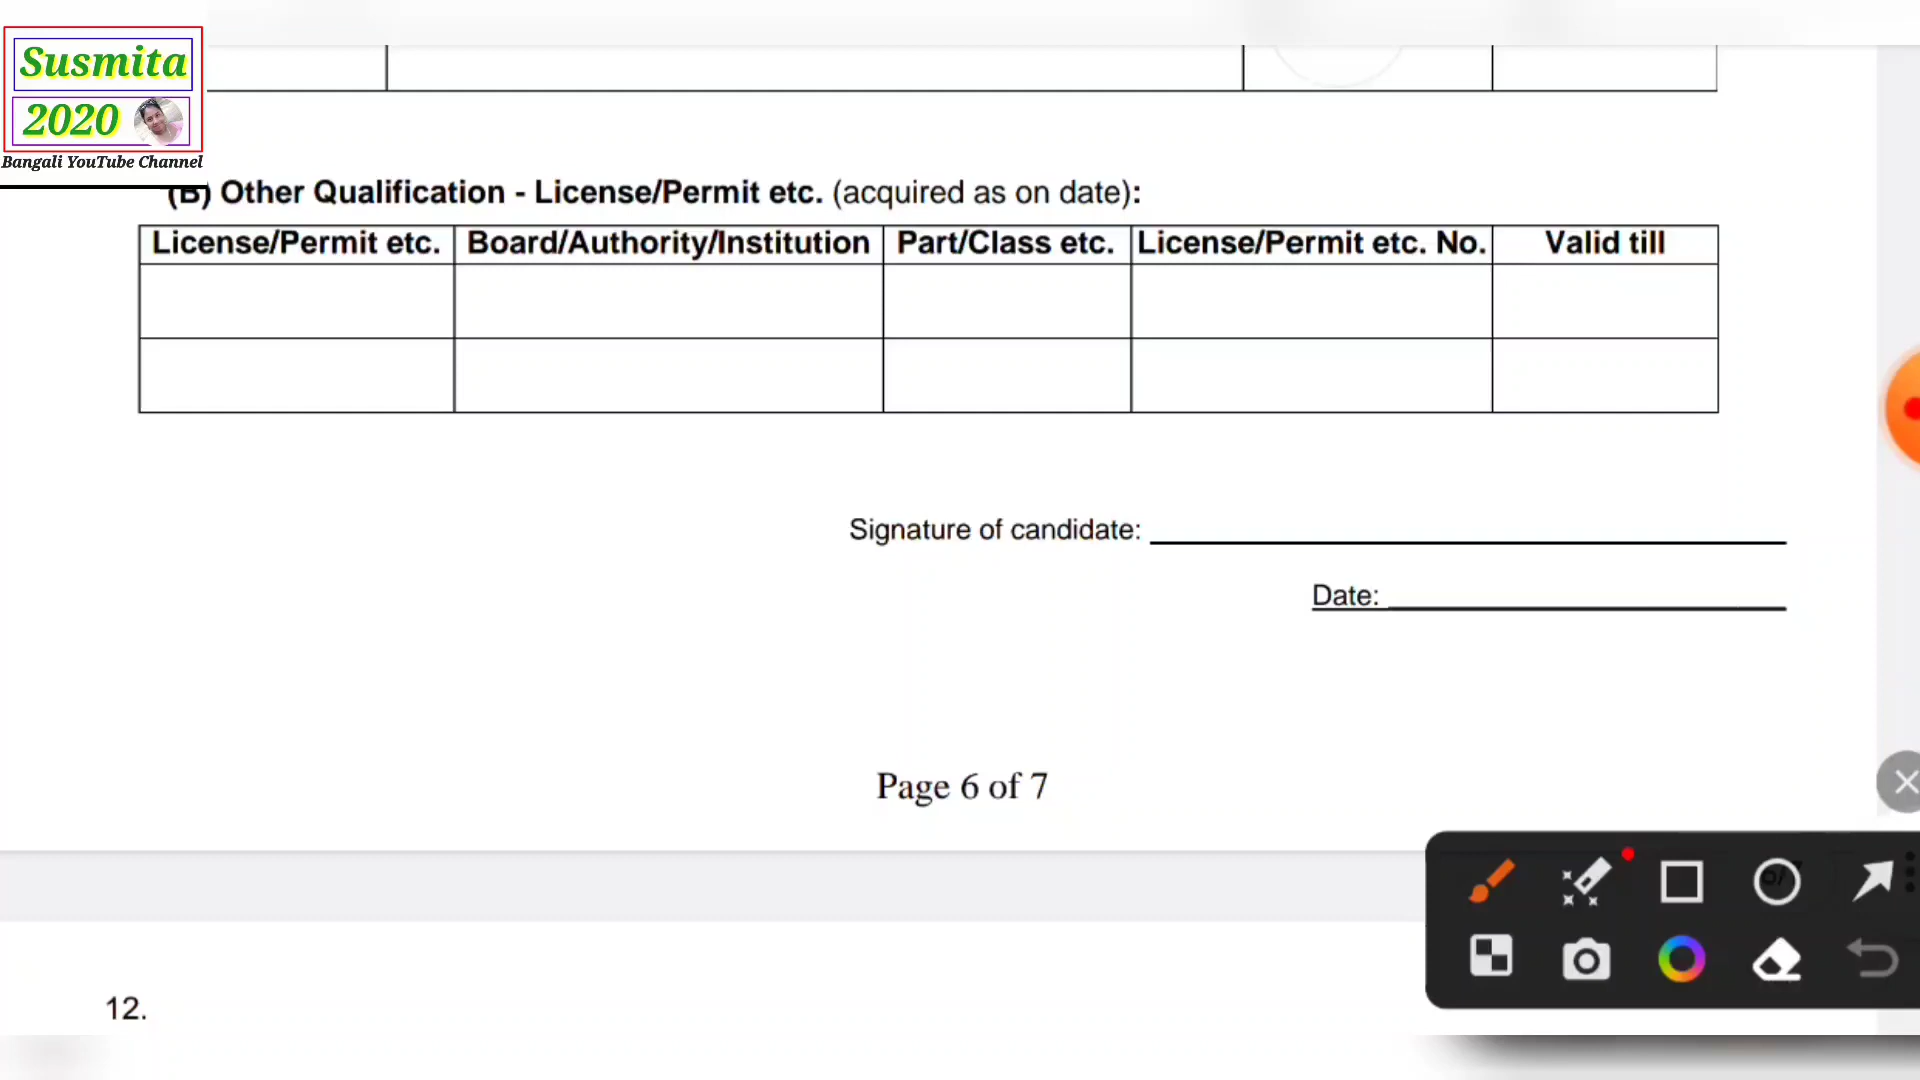 Susmita
2020
Bangali YouTube Channel
(B) Other Qualification - License/Permit etc. (acquired as on date):
License/Permit etc. Board/Authority/Institution Part/Class etc. License/Permit etc. No. Valid till
Signature of candidate:
Date:
Page 6 of 7
12.